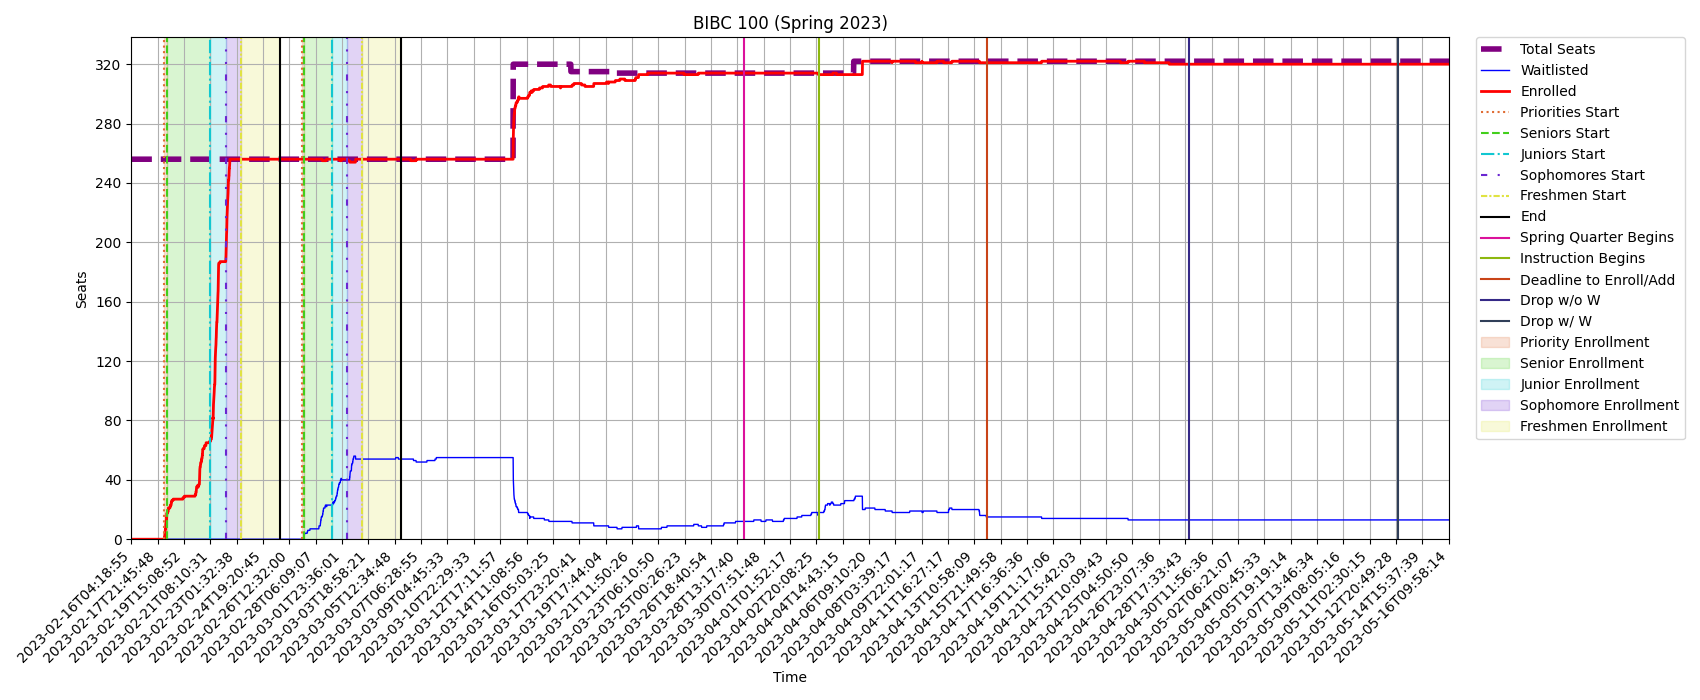 BIBC 100 (Spring 2023)
Seats
320
280
240
200
160
120
80
40
0
2023-02-16T04:18:55
2023-02-17T21:45:48
2023-02-19T15:08:52
2023-02-21T08:10:31
2023-02-23T01:32:38
2023-02-24T19:20:45
2023-02-26T12:32:00
2023-02-28T06:09:07
2023-03-01T23:36:01
2023-03-03T18:58:21
2023-03-05T12:34:48
2023-03-07T06:28:55
2023-03-09T04:45:33
2023-03-10T22:29:33
2023-03-12T17:11:57
2023-03-14T11:08:56
2023-03-16T05:03:25
2023-03-17T23:20:41
2023-03-19T17:44:04
2023-03-21T11:50:26
2023-03-23T06:10:50
2023-03-25T00:26:23
2023-03-26T18:40:54
2023-03-28T13:17:40
2023-03-30T07:51:48
2023-04-01T01:52:17
2023-04-02T20:08:25
2023-04-04T14:43:15
2023-04-06T09:10:20
2023-04-08T03:39:17
2023-04-09T22:01:17
2023-04-11T16:27:17
2023-04-13T10:58:09
2023-04-15T21:49:58
2023-04-17T16:36:36
2023-04-19T11:17:06
2023-04-21T15:42:03
2023-04-23T10:09:43
2023-04-25T04:50:50
2023-04-26T23:07:36
2023-04-28T17:33:43
2023-04-30T11:56:36
2023-05-02T06:21:07
2023-05-04T00:45:33
2023-05-05T19:19:14
2023-05-07T13:46:34
2023-05-09T08:05:16
2023-05-11T02:30:15
2023-05-12T20:49:28
2023-05-14T15:37:39
2023-05-16T09:58:14
Time
Total Seats
Waitlisted
Enrolled
Priorities Start
Seniors Start
Juniors Start
Sophomores Start
Freshmen Start
End
Spring Quarter Begins
Instruction Begins
Deadline to Enroll/Add
Drop w/o W
Drop w/ W
Priority Enrollment
Senior Enrollment
Junior Enrollment
Sophomore Enrollment
Freshmen Enrollment